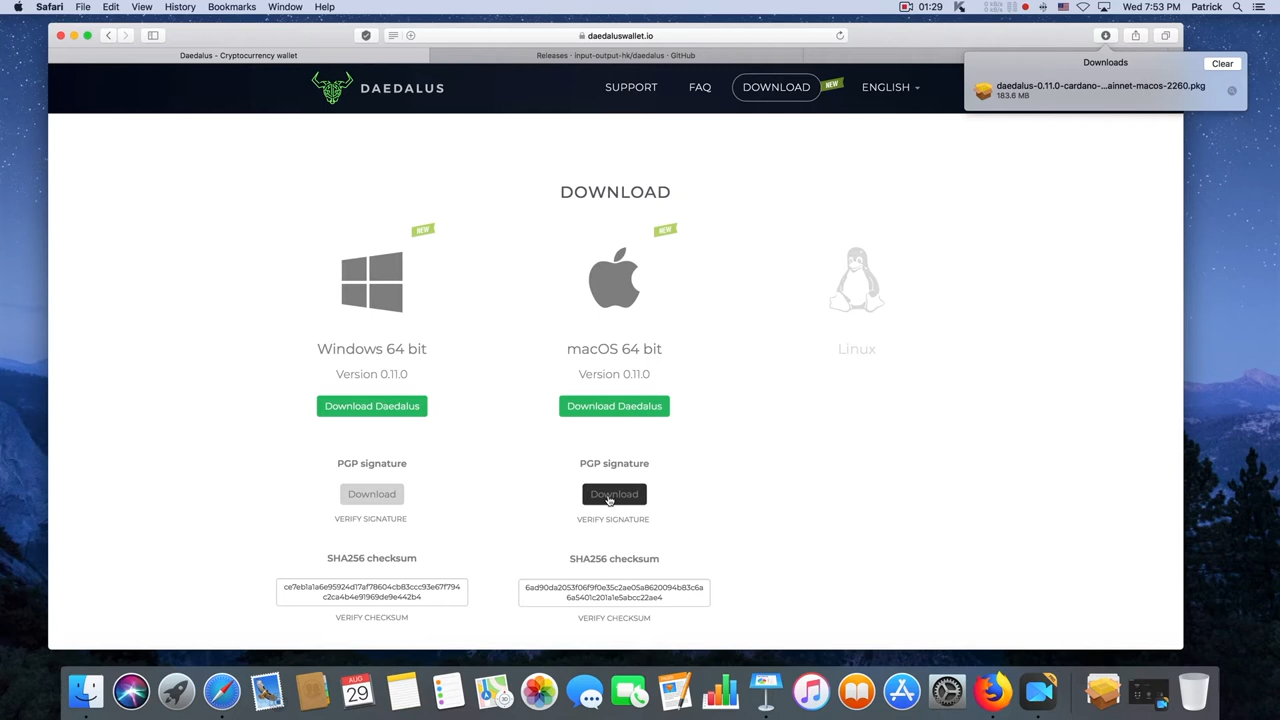 Safari File Edit View History Bookmarks Window Help 01:29 Wed 7:53 PM Patrick
daedaluswallet.io
Daedalus - Cryptocurrency wallet Releases · input-output-hk/daedalus · GitHub
Downloads Clear
daedalus-0.11.0-cardano-...ainnet-macos-2260.pkg
183.6 MB
DAEDALUS SUPPORT FAQ DOWNLOAD NEW ENGLISH
DOWNLOAD
NEW NEW
Windows 64 bit macOS 64 bit Linux
Version 0.11.0 Version 0.11.0
Download Daedalus Download Daedalus
PGP signature PGP signature
Download Download
VERIFY SIGNATURE VERIFY SIGNATURE
SHA256 checksum SHA256 checksum
ce7eb1a1a6e95924d17af78604cb83ccc93e67f794 6ad90da2053f06f9f0e35c2ae05a8620094b83c6a
c2ca4b4e91969de9e442b4 6a5401c201a1e5abcc22ae4
VERIFY CHECKSUM VERIFY CHECKSUM
AUG
29